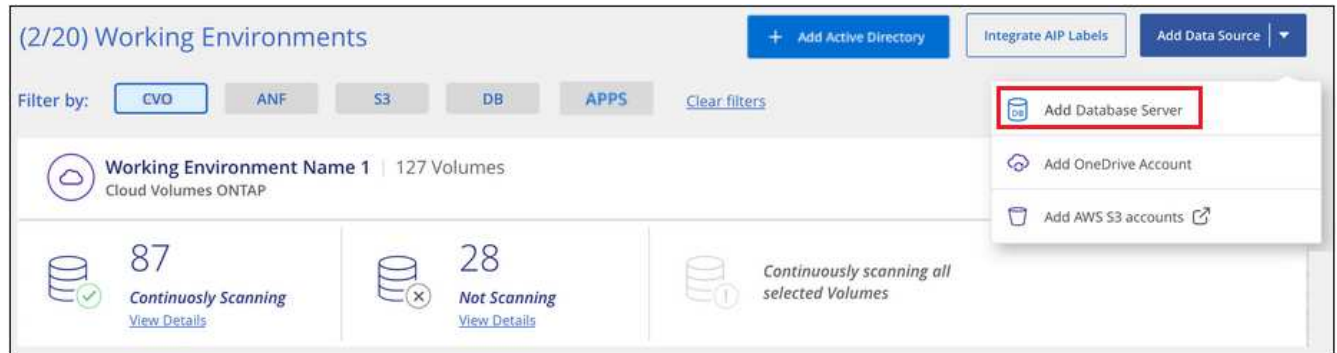 (2/20) Working Environments
+ Add Active Directory
Integrate AIP Labels
Add Data Source
Filter by: CVO ANF S3 DB APPS Clear filters
DB Add Database Server
Add OneDrive Account
Add AWS S3 accounts
Working Environment Name 1 | 127 Volumes
Cloud Volumes ONTAP
87
Continuosly Scanning
View Details
28
Not Scanning
View Details
Continuously scanning all
selected Volumes